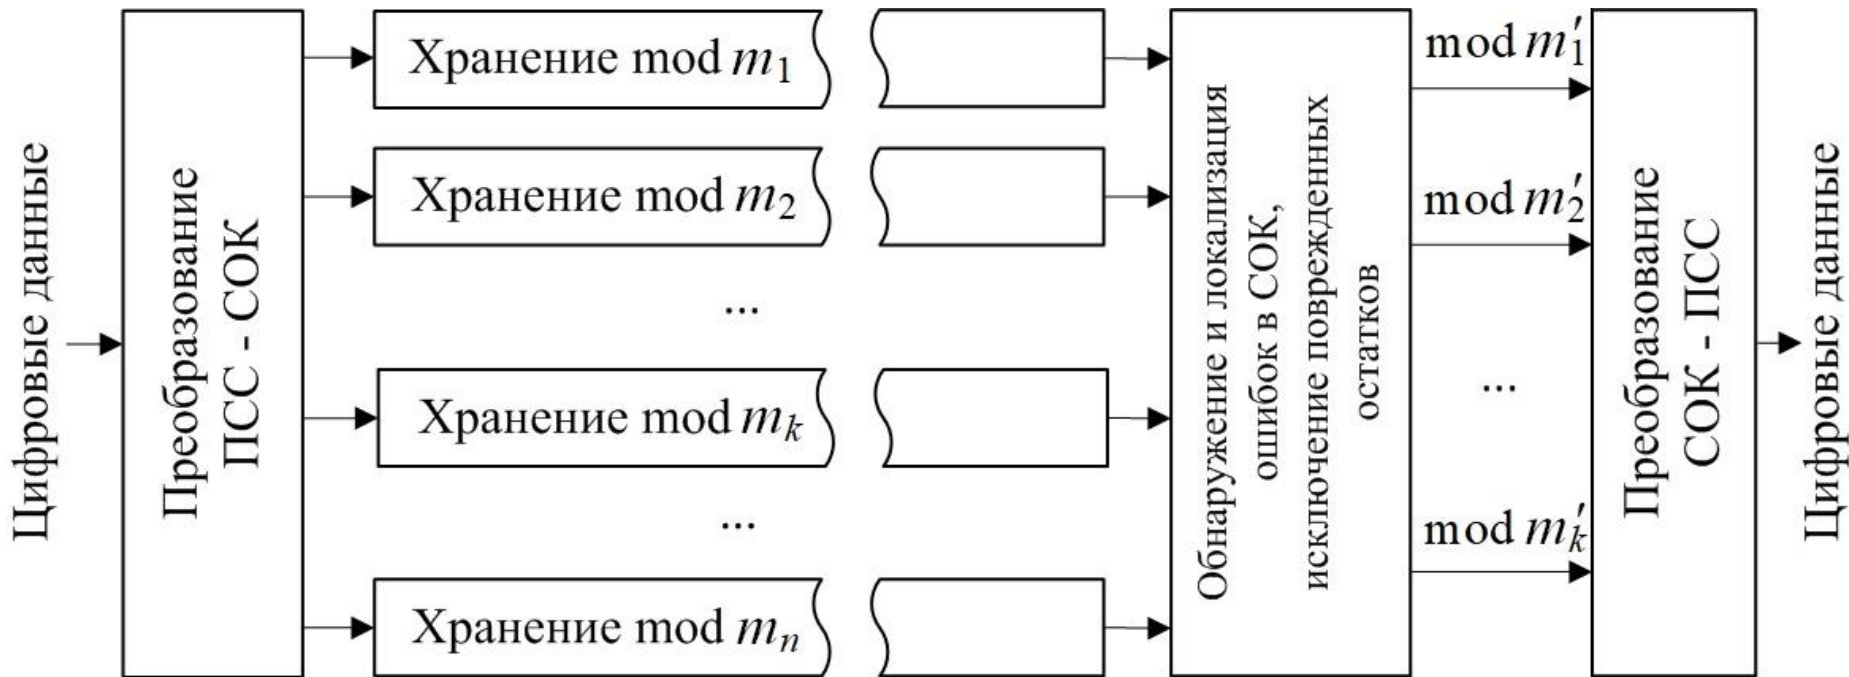 Цифровые данные
Преобразование
ПСС - СОК
Хранение mod m₁
Хранение mod m₂
...
Хранение mod mₖ
...
Хранение mod mₙ
Обнаружение и локализация
ошибок в СОК,
исключение поврежденных
остатков
mod m′₁
mod m′₂
...
mod m′ₖ
Преобразование
СОК - ПСС
Цифровые данные